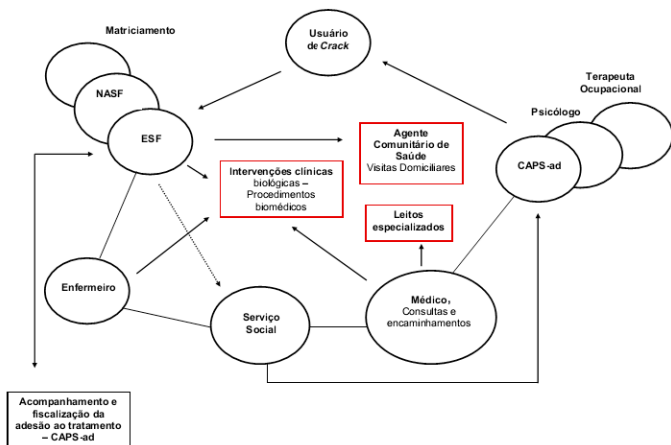 Matriciamento
NASF
ESF
Usuário
de Crack
Terapeuta
Ocupacional
Psicólogo
CAPS-ad
Agente
Comunitário de
Saúde
Visitas Domiciliares
Intervenções clínicas
biológicas –
Procedimentos
biomédicos
Leitos
especializados
Enfermeiro
Serviço
Social
Médico,
Consultas e
encaminhamentos
Acompanhamento e
fiscalização da
adesão ao tratamento
– CAPS-ad